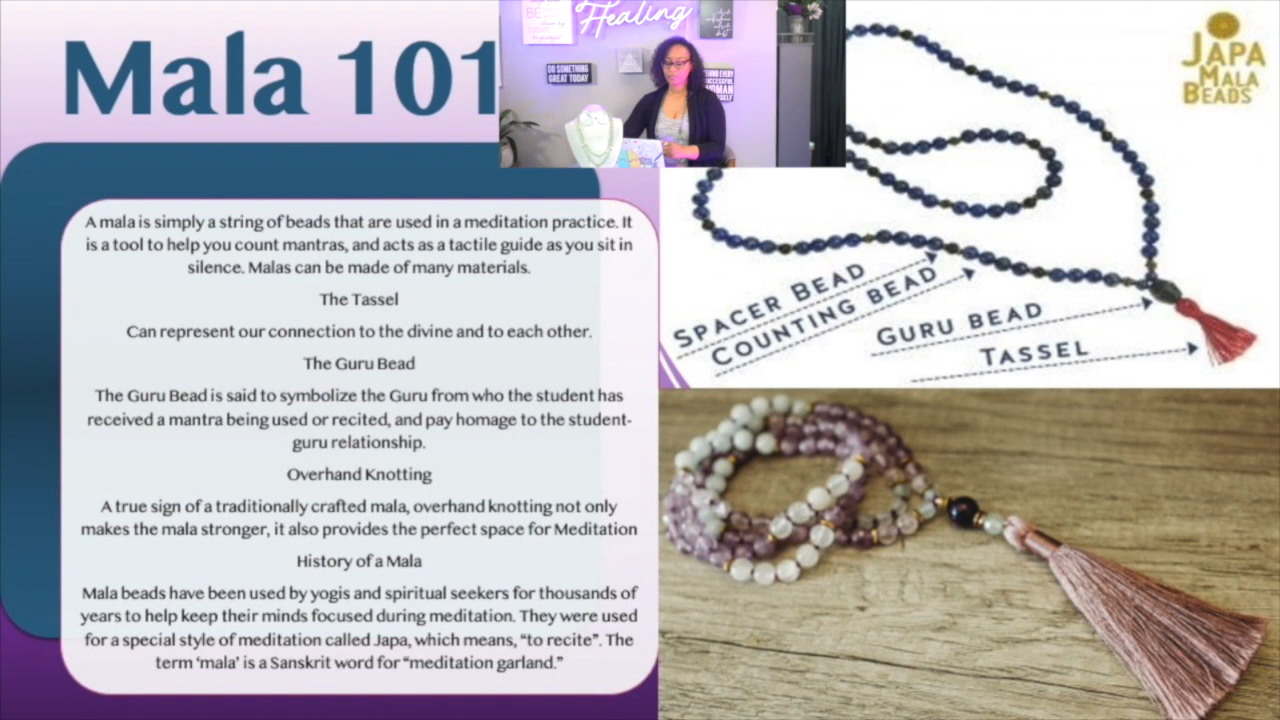 Mala 101
A mala is simply a string of beads that are used in a meditation practice. It
is a tool to help you count mantras, and acts as a tactile guide as you sit in
silence. Malas can be made of many materials.
The Tassel
Can represent our connection to the divine and to each other.
The Guru Bead
The Guru Bead is said to symbolize the Guru from who the student has
received a mantra being used or recited, and pay homage to the student-
guru relationship.
Overhand Knotting
A true sign of a traditionally crafted mala, overhand knotting not only
makes the mala stronger, it also provides the perfect space for Meditation
History of a Mala
Mala beads have been used by yogis and spiritual seekers for thousands of
years to help keep their minds focused during meditation. They were used
for a special style of meditation called Japa, which means, “to recite”. The
term ‘mala’ is a Sanskrit word for “meditation garland.”
Healing
BE
DO SOMETHING
GREAT TODAY
BEHIND EVERY
SUCCESSFUL
WOMAN
JAPA
MALA
BEADS
SPACER BEAD
COUNTING BEAD
GURU BEAD
TASSEL